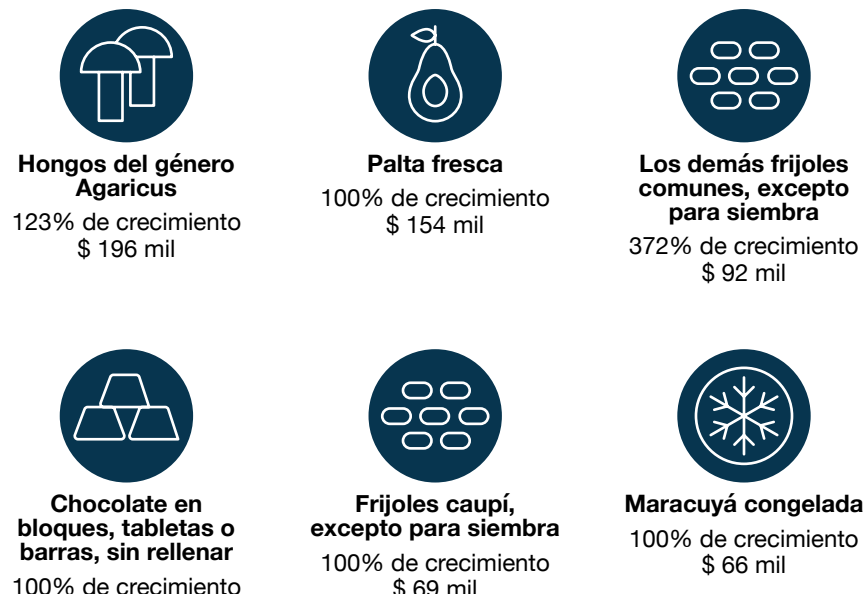 Hongos del género
Agaricus
123% de crecimiento
$ 196 mil
Palta fresca
100% de crecimiento
$ 154 mil
Los demás frijoles
comunes, excepto
para siembra
372% de crecimiento
$ 92 mil
Chocolate en
bloques, tabletas o
barras, sin rellenar
100% de crecimiento
Frijoles caupí,
excepto para siembra
100% de crecimiento
$ 69 mil
Maracuyá congelada
100% de crecimiento
$ 66 mil